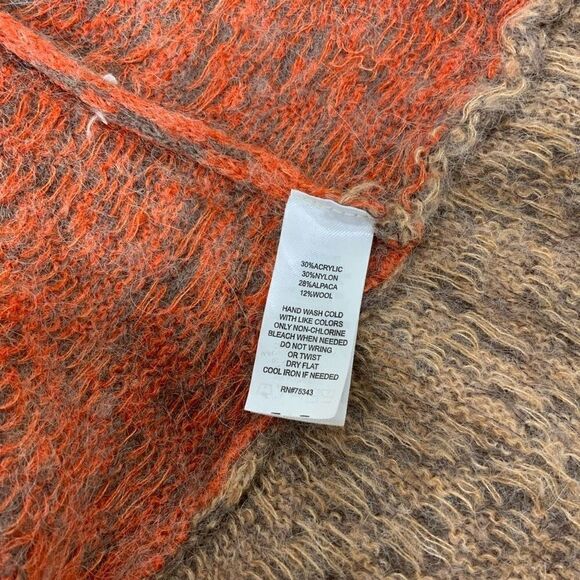 30%ACRYLIC
30%NYLON
28%ALPACA
12%WOOL
HAND WASH COLD
WITH LIKE COLORS
ONLY NON-CHLORINE
BLEACH WHEN NEEDED
DO NOT WRING
OR TWIST
DRY FLAT
COOL IRON IF NEEDED
RN#75343